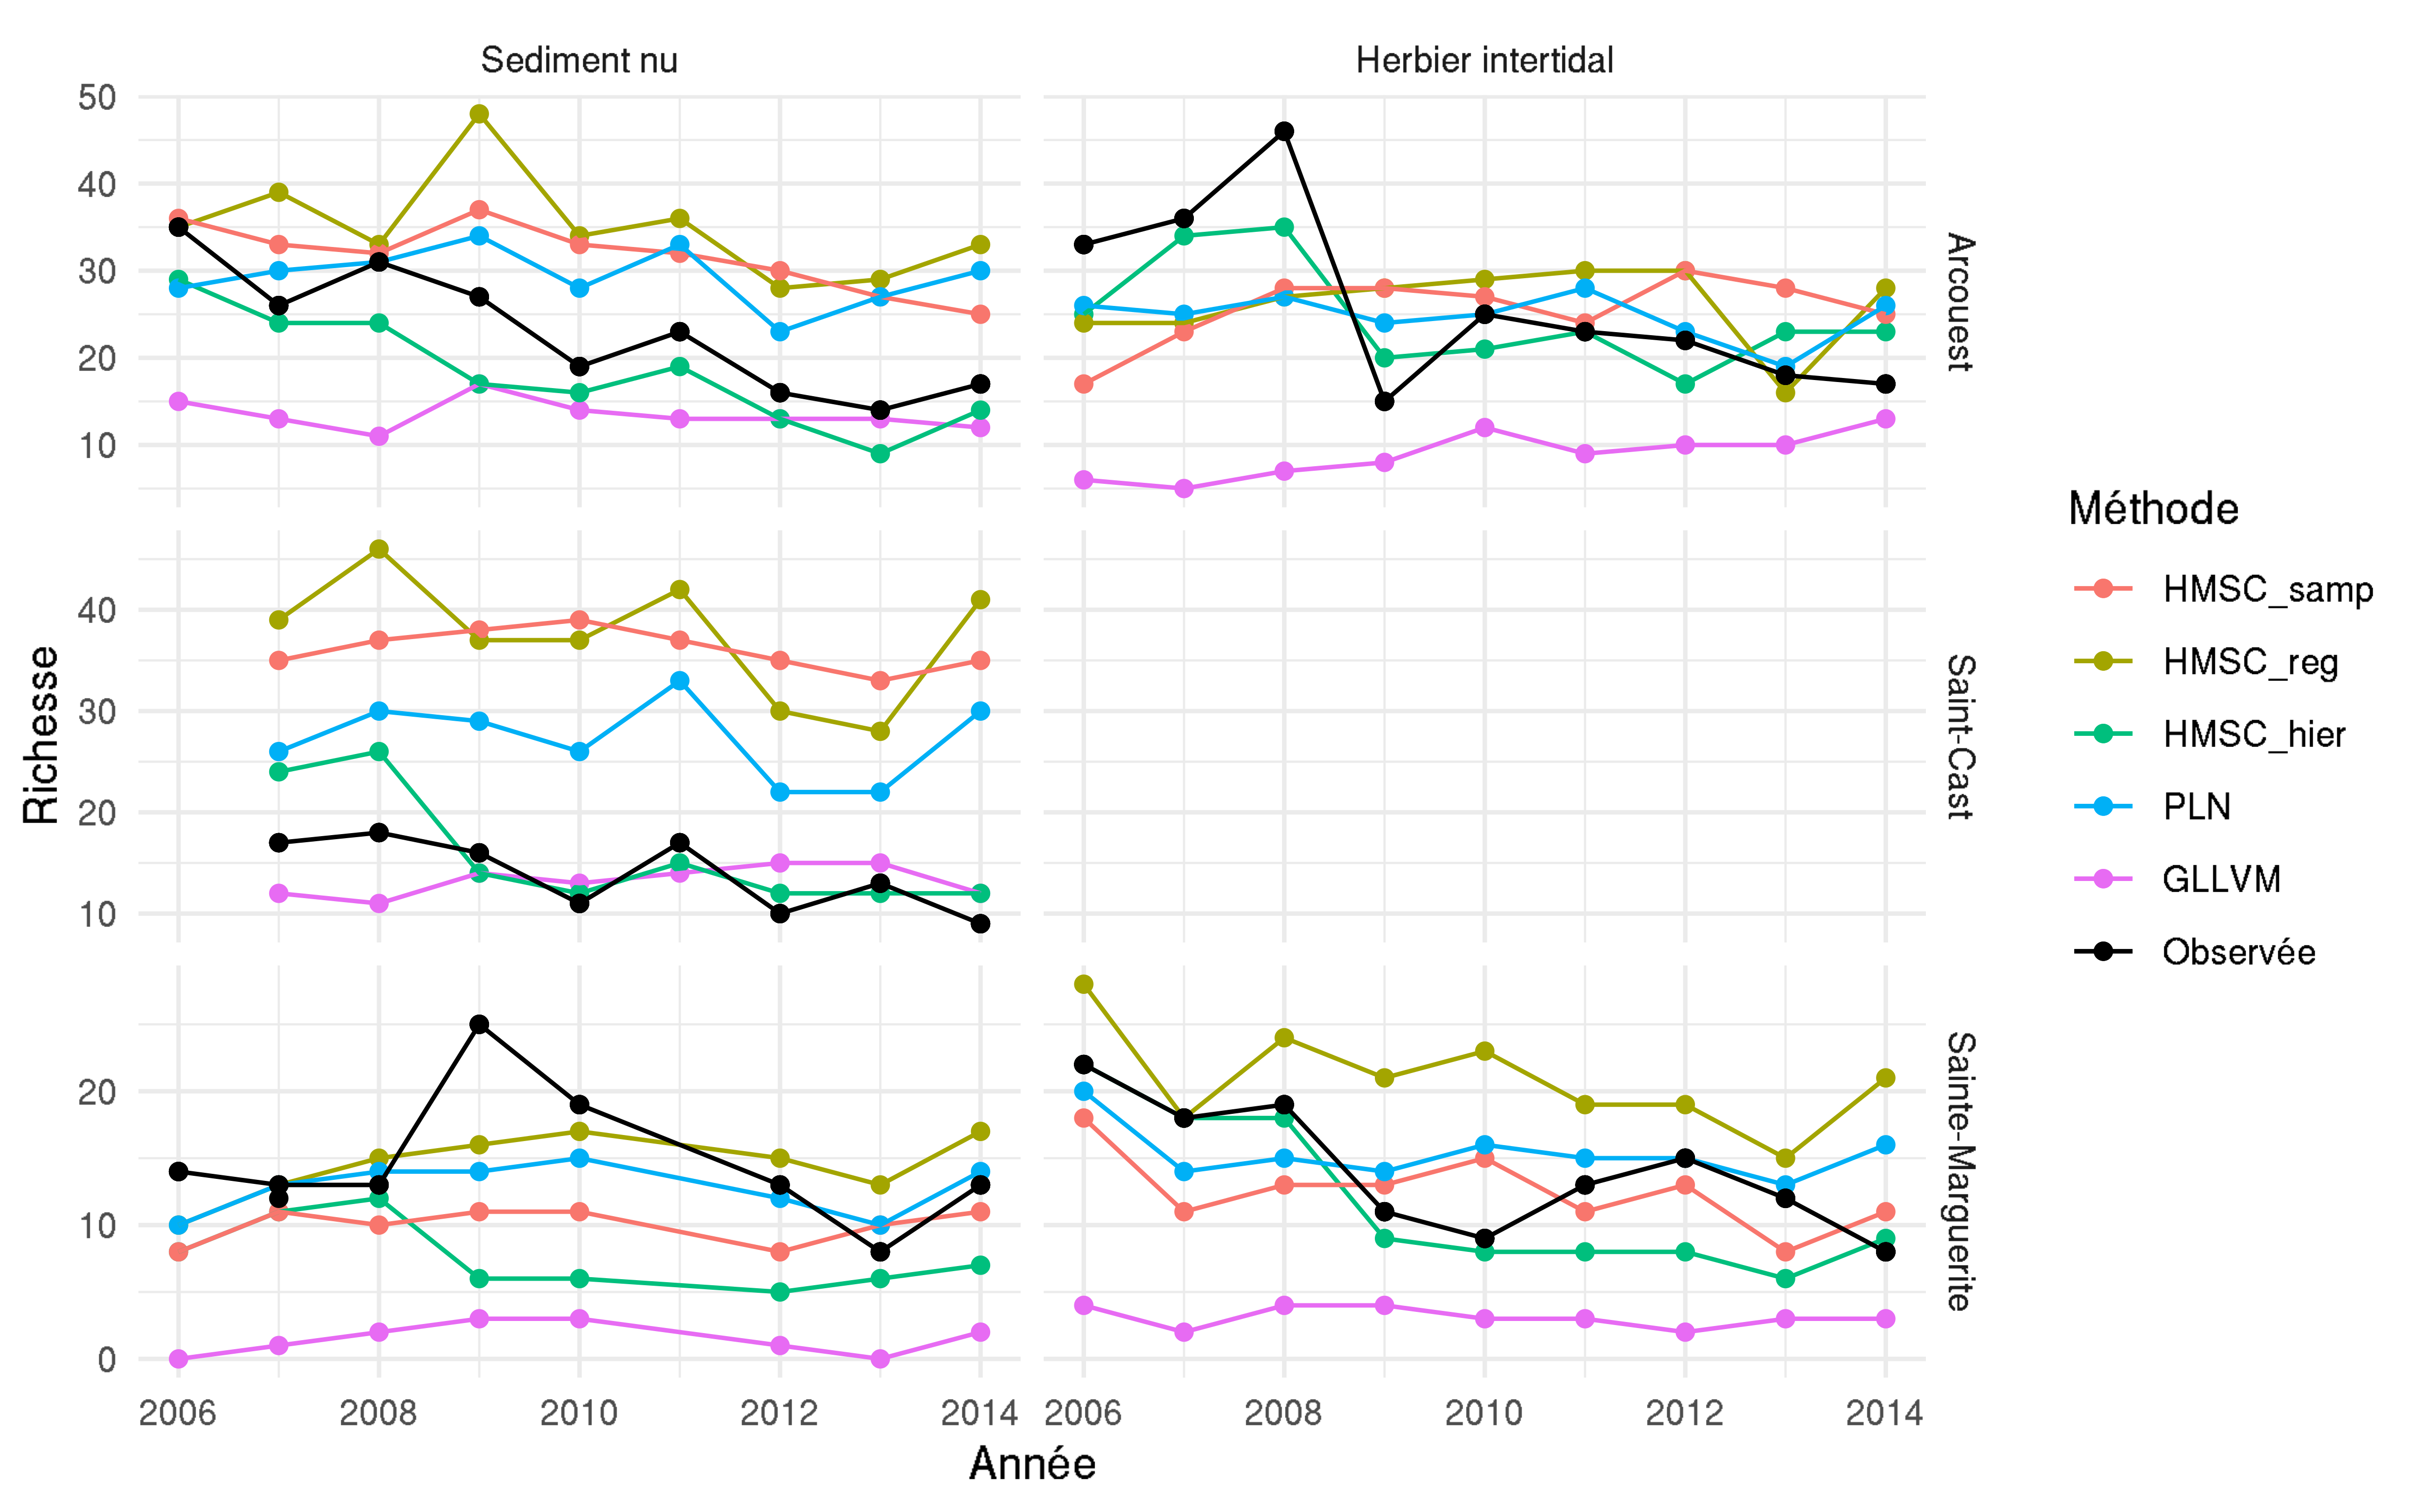 Sediment nu
Herbier intertidal
50
40
30
20
10
Arcouest
40
30
20
10
Saint-Cast
20
10
0
Sainte-Marguerite
Richesse
2006
2008
2010
2012
2014
2006
2008
2010
2012
2014
Année
Méthode
HMSC_samp
HMSC_reg
HMSC_hier
PLN
GLLVM
Observée